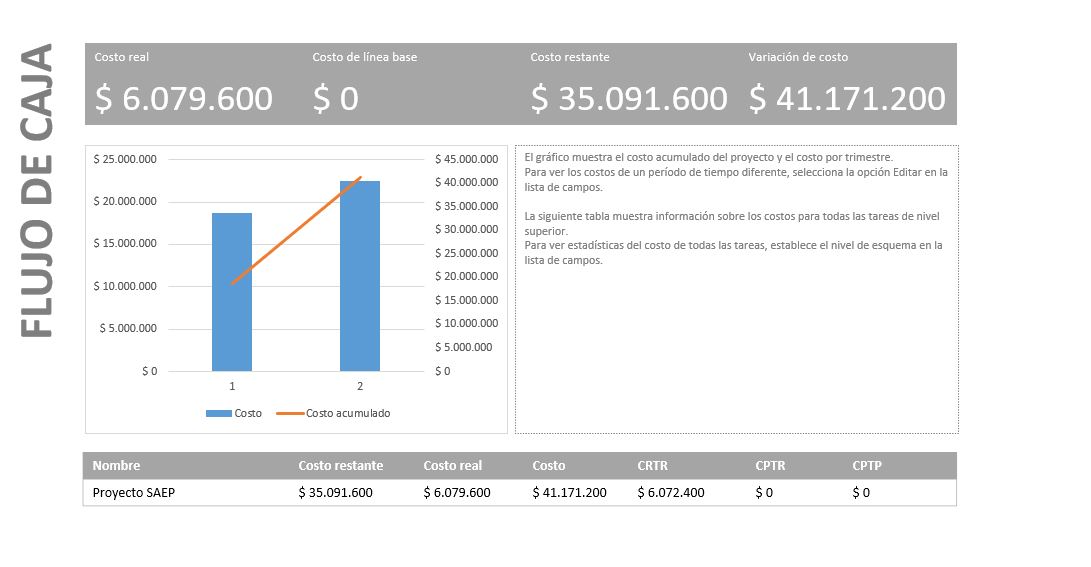 FLUJO DE CAJA
Costo real
Costo de línea base
Costo restante
Variación de costo
$ 6.079.600
$ 0
$ 35.091.600
$ 41.171.200
$ 25.000.000
$ 20.000.000
$ 15.000.000
$ 10.000.000
$ 5.000.000
$ 0
$ 45.000.000
$ 40.000.000
$ 35.000.000
$ 30.000.000
$ 25.000.000
$ 20.000.000
$ 15.000.000
$ 10.000.000
$ 5.000.000
$ 0
1
2
Costo
Costo acumulado
El gráfico muestra el costo acumulado del proyecto y el costo por trimestre.
Para ver los costos de un período de tiempo diferente, selecciona la opción Editar en la
lista de campos.
La siguiente tabla muestra información sobre los costos para todas las tareas de nivel
superior.
Para ver estadísticas del costo de todas las tareas, establece el nivel de esquema en la
lista de campos.
Nombre Costo restante Costo real Costo CRTR CPTR CPTP
Proyecto SAEP $ 35.091.600 $ 6.079.600 $ 41.171.200 $ 6.072.400 $ 0 $ 0